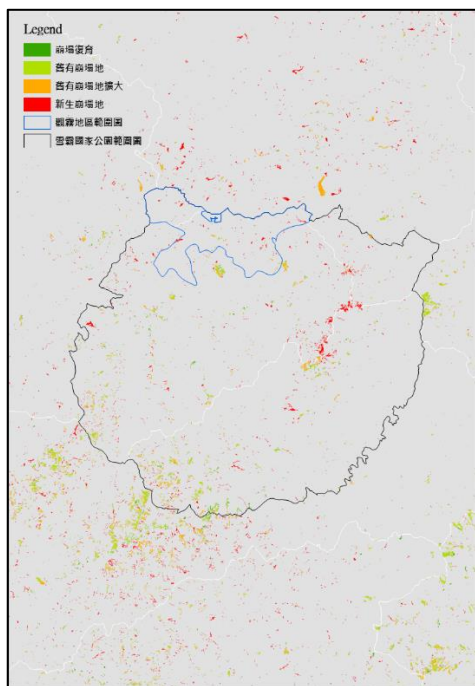 Legend
崩塌復育
舊有崩塌地
舊有崩塌地擴大
新生崩塌地
觀霧地區範圍圖
雪霸國家公園範圍圖